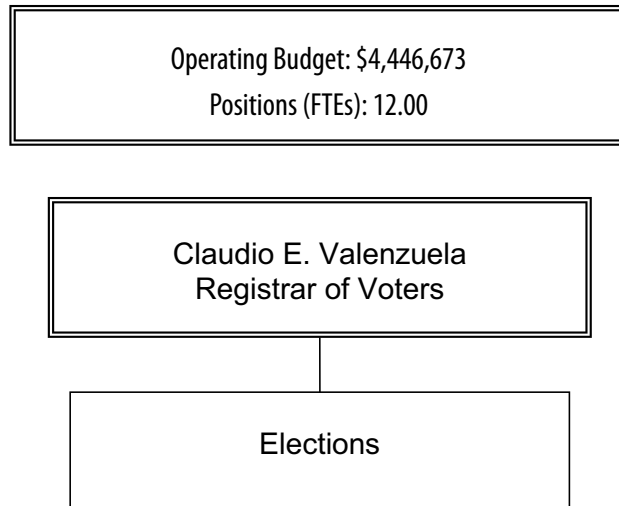 Operating Budget: $4,446,673
Positions (FTEs): 12.00
Claudio E. Valenzuela
Registrar of Voters
Elections